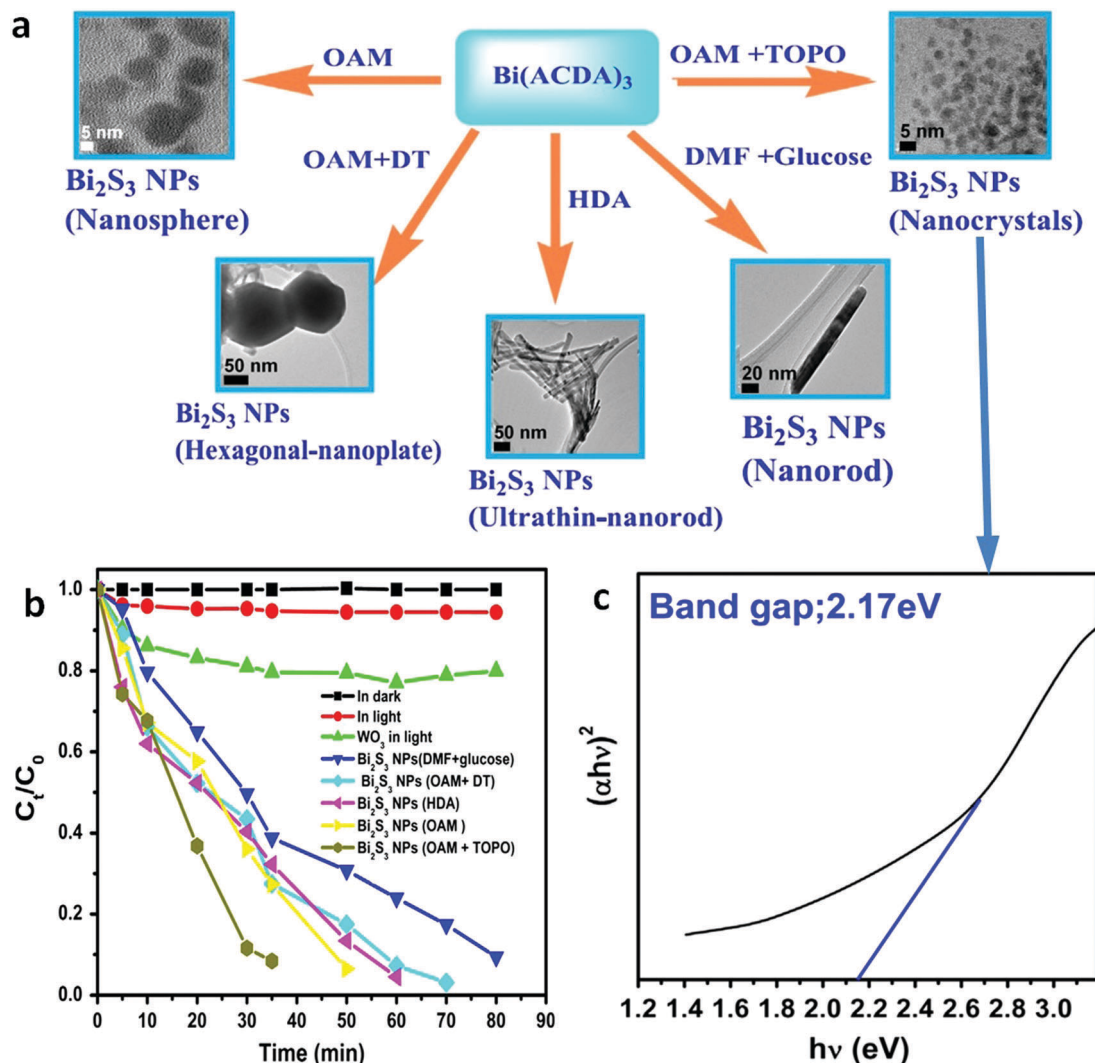 a
OAM
Bi(ACDA)₃
OAM +TOPO
5 nm
5 nm
Bi₂S₃ NPs
(Nanosphere)
OAM+DT
HDA
DMF +Glucose
Bi₂S₃ NPs
(Nanocrystals)
50 nm
Bi₂S₃ NPs
(Hexagonal-nanoplate)
50 nm
Bi₂S₃ NPs
(Ultrathin-nanorod)
20 nm
Bi₂S₃ NPs
(Nanorod)
b
Cₜ/C₀
1.0
0.8
0.6
0.4
0.2
0.0
In dark
In light
WO₃ in light
Bi₂S₃ NPs(DMF+glucose)
Bi₂S₃ NPs (OAM+ DT)
Bi₂S₃ NPs (HDA)
Bi₂S₃ NPs (OAM )
Bi₂S₃ NPs (OAM + TOPO)
0 10 20 30 40 50 60 70 80 90
Time (min)
c
Band gap;2.17eV
(αhν)²
1.2 1.4 1.6 1.8 2.0 2.2 2.4 2.6 2.8 3.0
hν (eV)